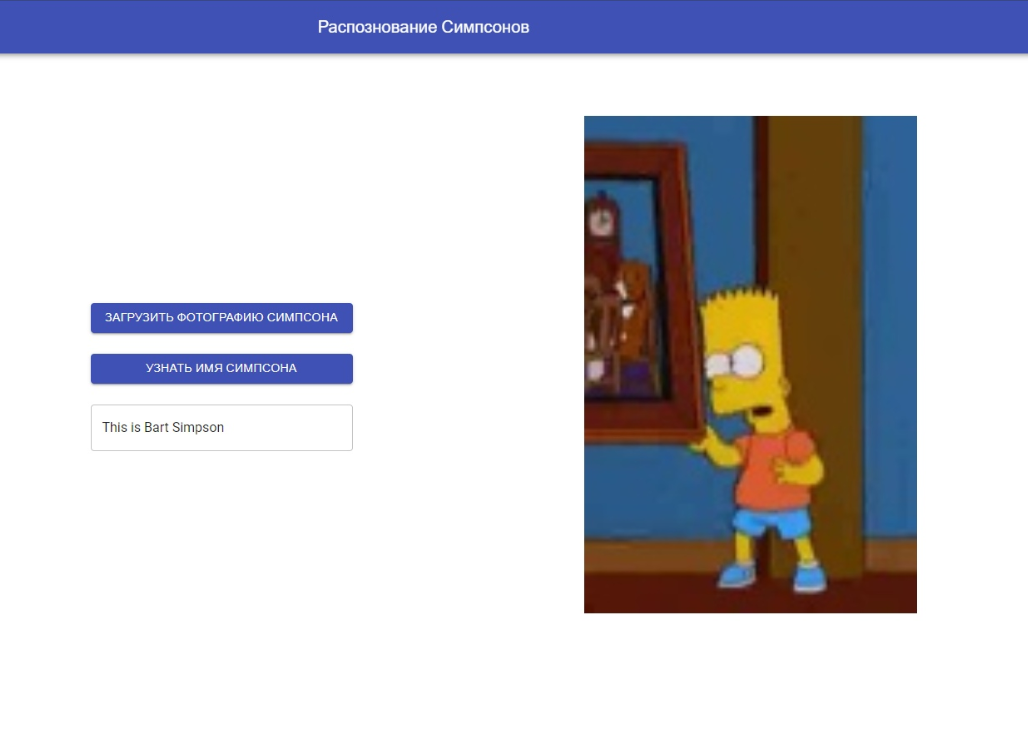 Распознование Симпсонов
ЗАГРУЗИТЬ ФОТОГРАФИЮ СИМПСОНА
УЗНАТЬ ИМЯ СИМПСОНА
This is Bart Simpson